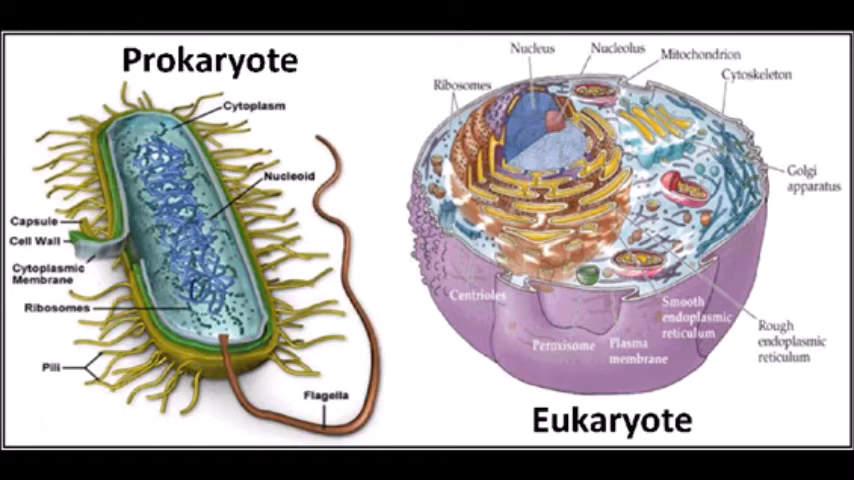 Prokaryote
Cytoplasm
Nucleoid
Capsule
Cell Wall
Cytoplasmic
Membrane
Ribosomes
Pili
Flagella
Nucleus
Nucleolus
Mitochondrion
Cytoskeleton
Ribosomes
Golgi
apparatus
Centrioles
Smooth
endoplasmic
reticulum
Rough
endoplasmic
reticulum
Peroxisome
Plasma
membrane
Eukaryote